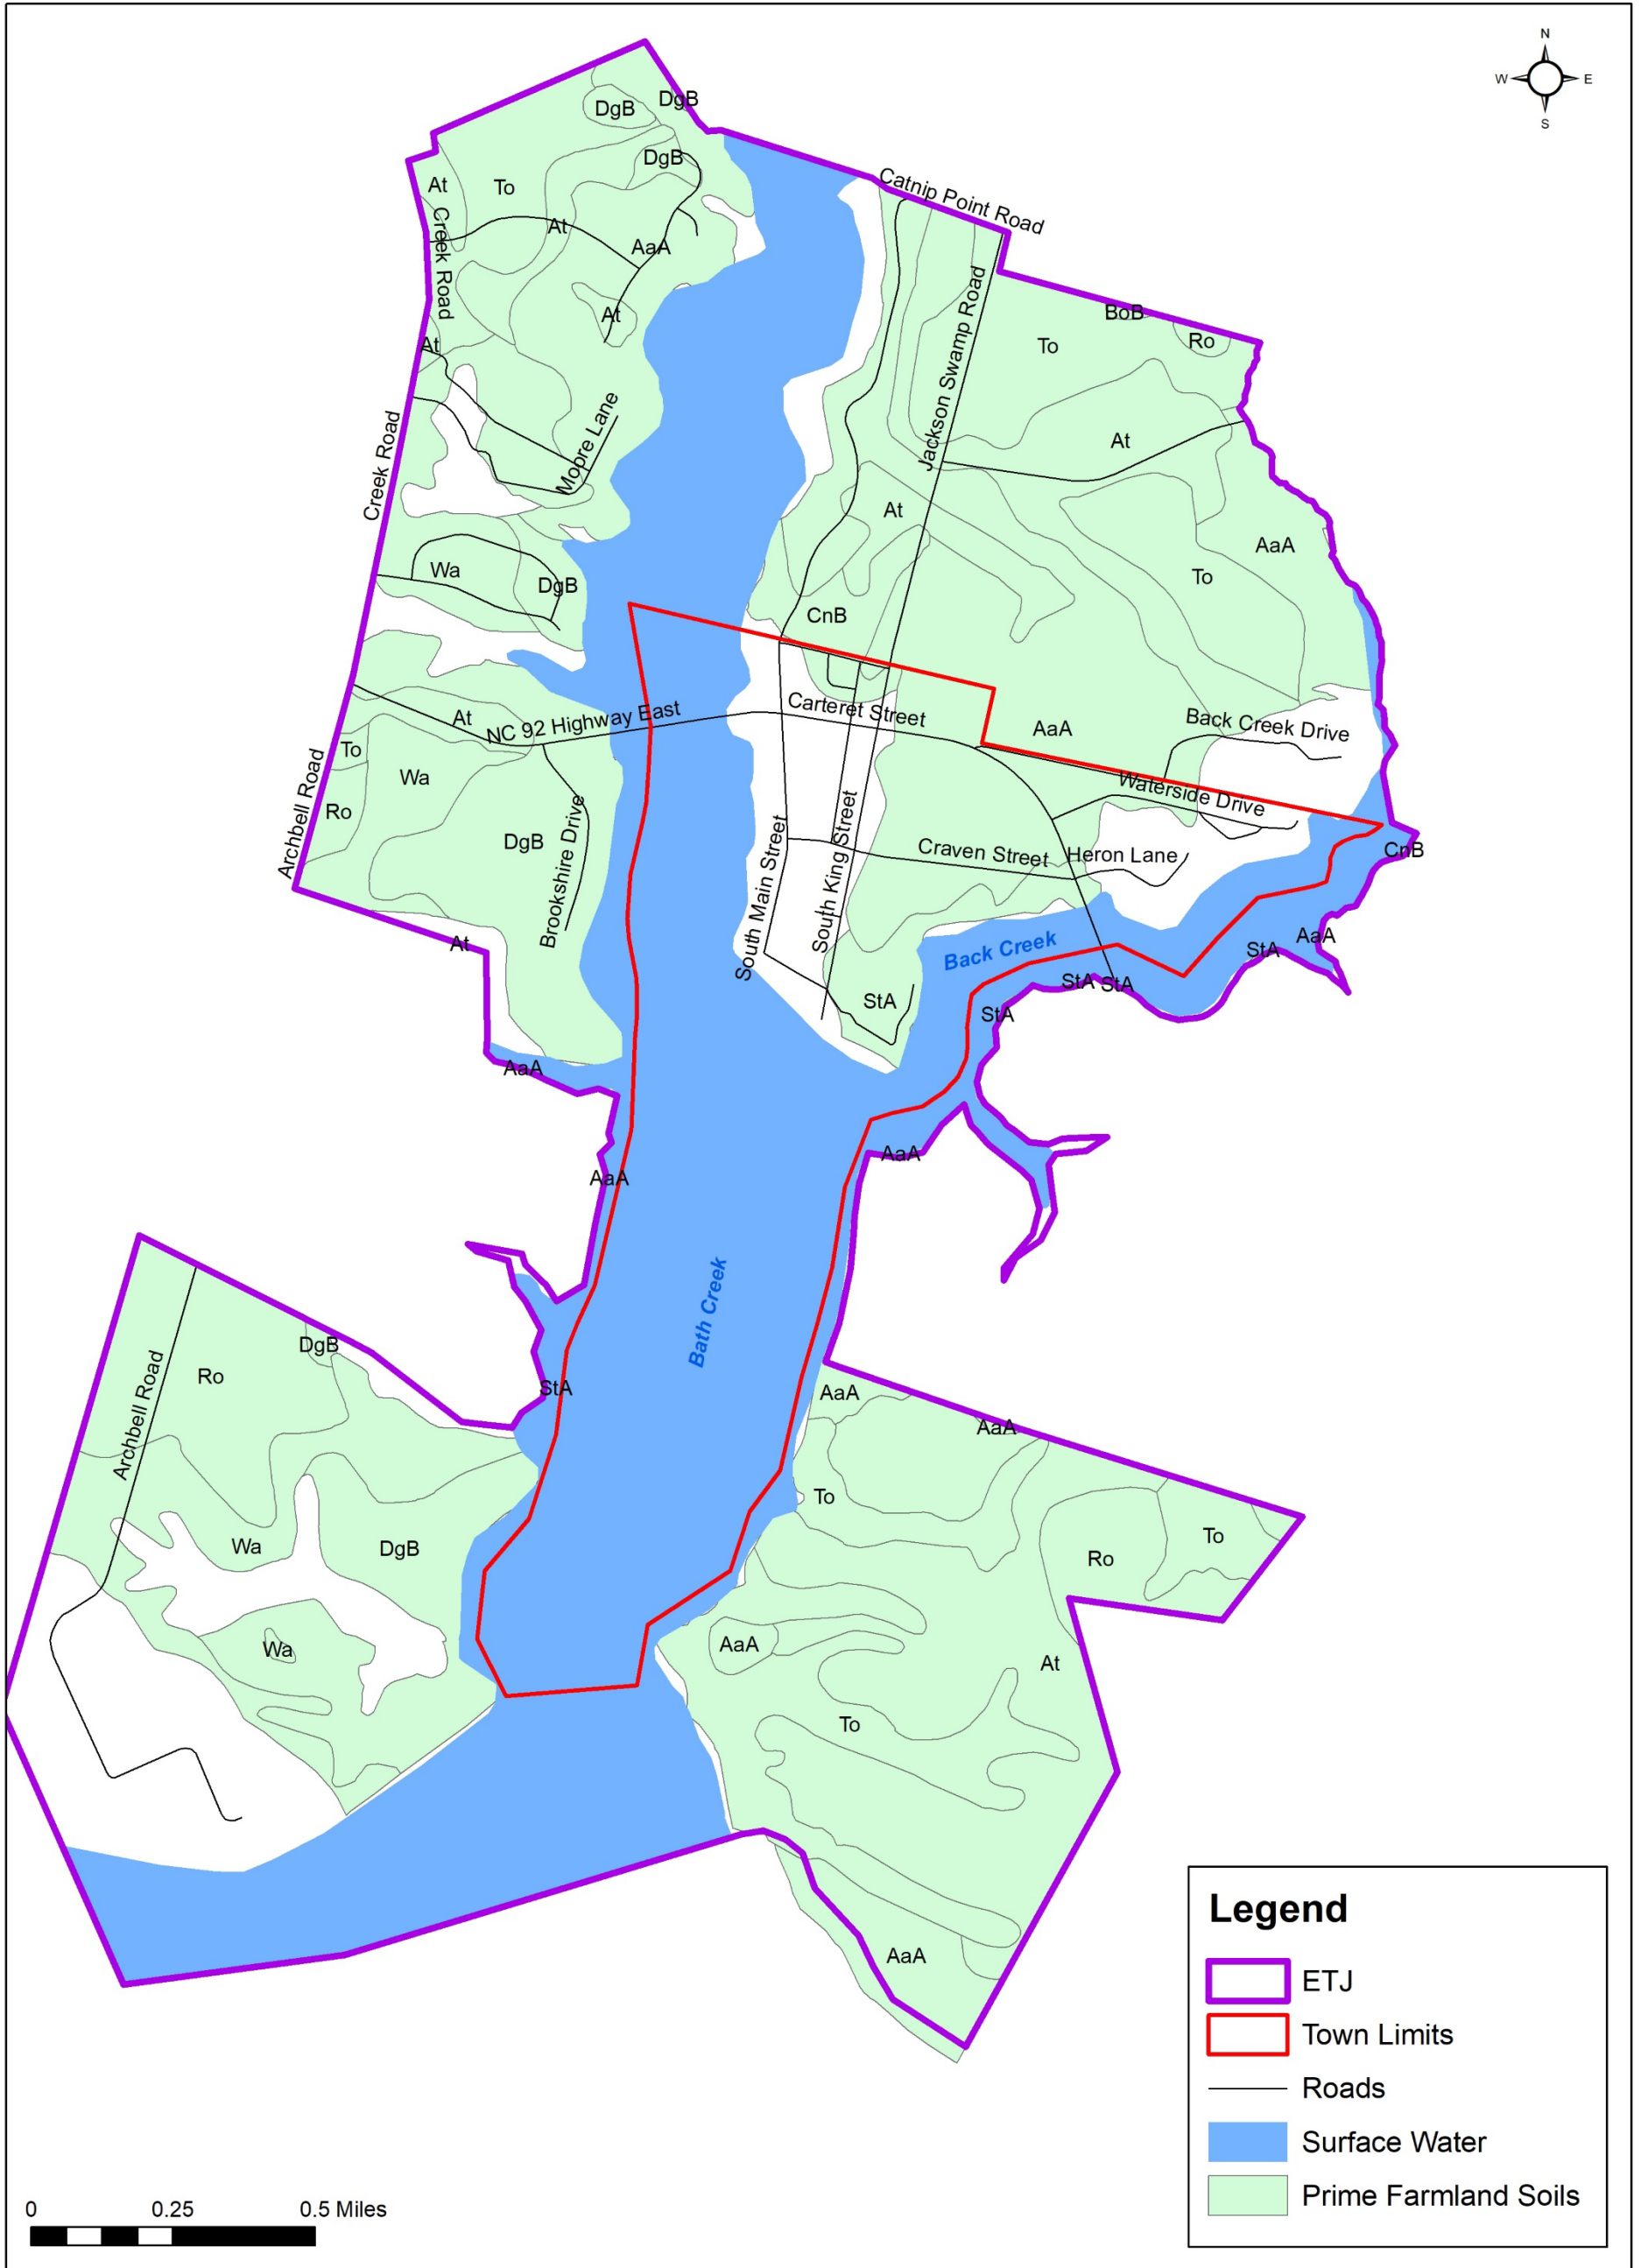 N
W E
S
DgB
DgB
DgB
Catnip Point Road
At
To
Creek Road
At
AaA
At
At
BoB
Ro
To
Jackson Swamp Road
At
Moore Lane
Creek Road
At
AaA
To
Wa
DgB
CnB
NC 92 Highway East
Carteret Street
AaA
Back Creek Drive
At
To
Wa
Ro
Archbell Road
DgB
Brookshire Drive
Waterside Drive
South Main Street
South King Street
Craven Street
Heron Lane
CnB
At
Back Creek
AaA
StA
StA
StA
StA
StA
AaA
AaA
AaA
Bath Creek
DgB
Ro
Archbell Road
StA
AaA
AaA
To
Wa
DgB
Ro
To
Wa
AaA
At
To
AaA
Legend
ETJ
Town Limits
Roads
Surface Water
Prime Farmland Soils
0 0.25 0.5 Miles